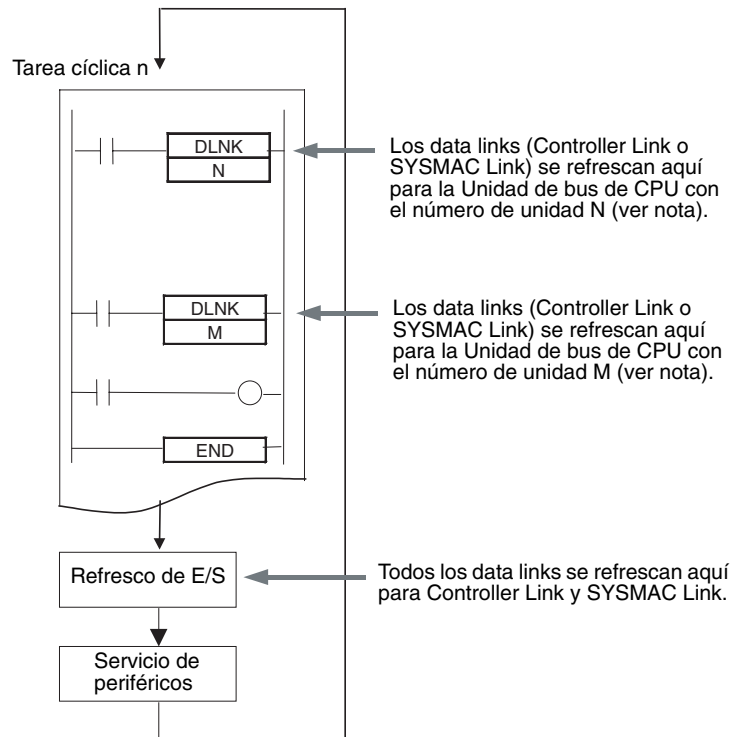 Tarea cíclica n
DLNK
N
Los data links (Controller Link o
SYSMAC Link) se refrescan aquí
para la Unidad de bus de CPU con
el número de unidad N (ver nota).
DLNK
M
Los data links (Controller Link o
SYSMAC Link) se refrescan aquí
para la Unidad de bus de CPU con
el número de unidad M (ver nota).
END
Refresco de E/S
Todos los data links se refrescan aquí
para Controller Link y SYSMAC Link.
Servicio de
periféricos